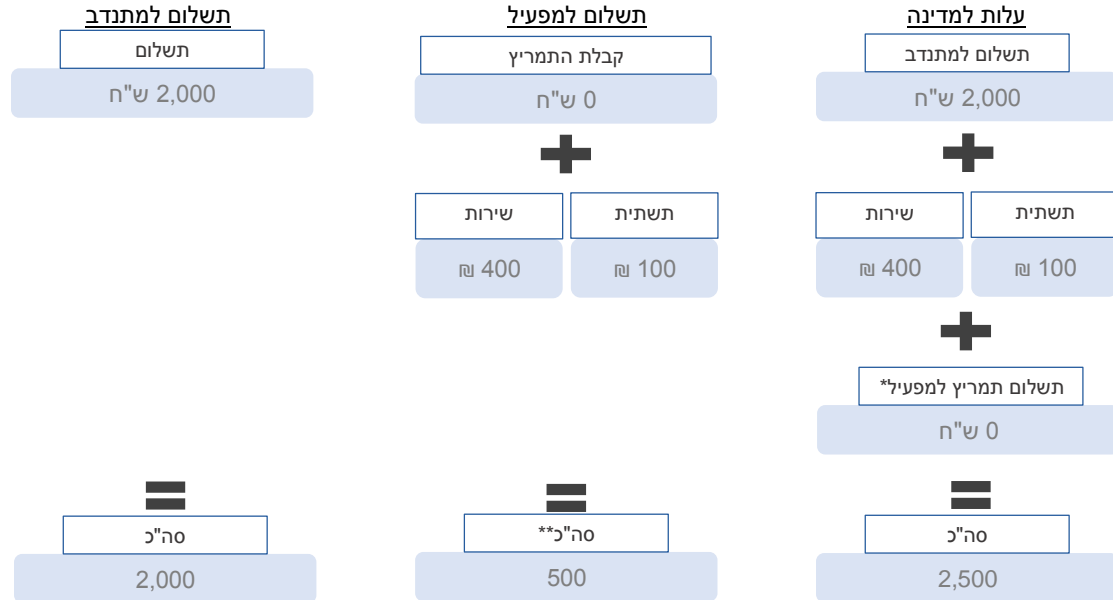 עלות למדינה
תשלום למתנדב
2,000 ש"ח
תשתית
שירות
100 ₪
400 ₪
תשלום תמריץ למפעיל*
0 ש"ח
סה"כ
2,500
תשלום למפעיל
קבלת התמריץ
0 ש"ח
תשתית
שירות
100 ₪
400 ₪
סה"כ**
500
תשלום למתנדב
תשלום
2,000 ש"ח
סה"כ
2,000